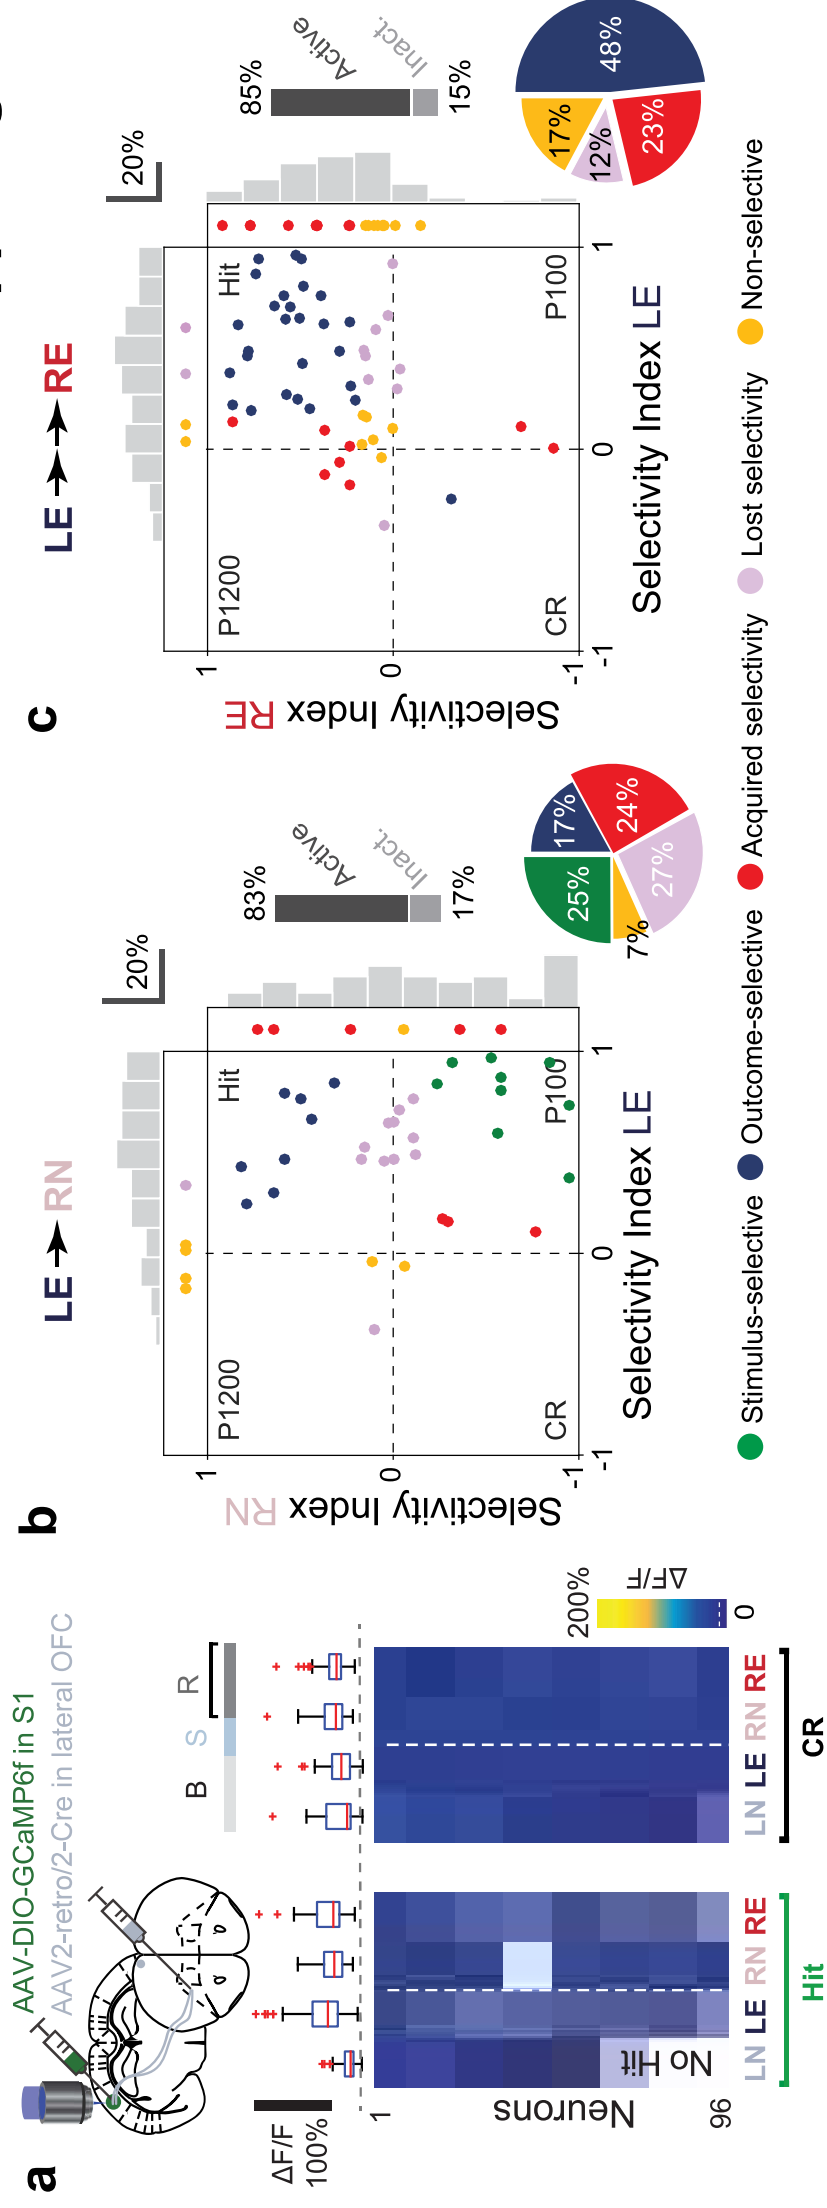 a
AAV-DIO-GCaMP6f in S1
AAV2-retro/2-Cre in lateral OFC
B S R
ΔF/F
100%
1
Neurons
96
No Hit
LN LE RN RE
LN LE RN RE
Hit
CR
200%
ΔF/F
0
b
LE RN
20%
83%
Active
Inact.
17%
P1200
Hit
CR
P100
1
0
-1
Selectivity Index RN
-1 0 1
Selectivity Index LE
25%
17%
24%
27%
7%
c
LE RE
20%
85%
Active
Inact.
15%
P1200
Hit
CR
P100
1
0
-1
Selectivity Index RE
-1 0 1
Selectivity Index LE
17%
48%
12%
23%
Stimulus-selective Outcome-selective Acquired selectivity Lost selectivity Non-selective